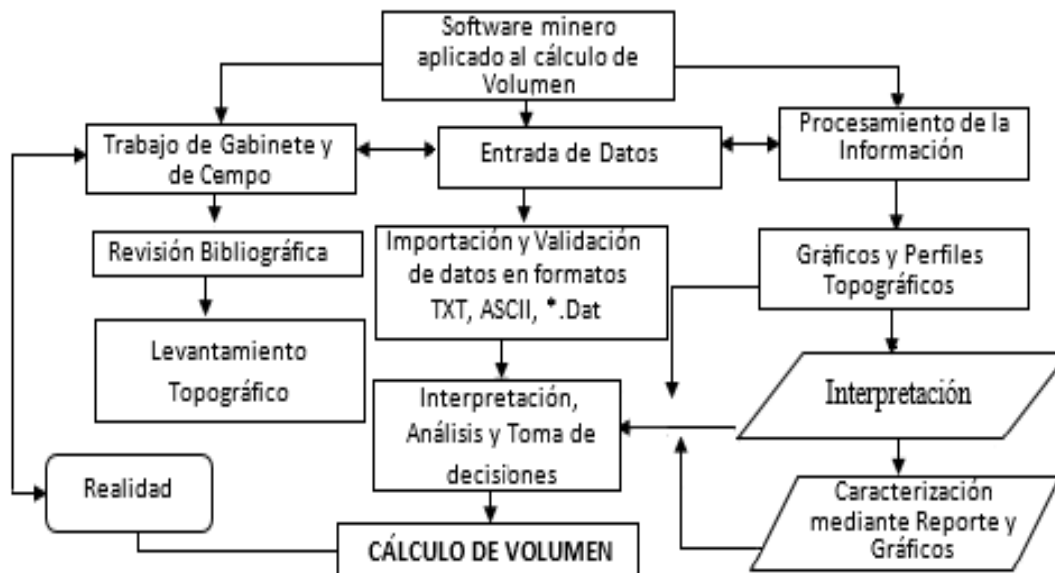 Software minero
aplicado al cálculo de
Volumen
Trabajo de Gabinete y
de Cempo
Entrada de Datos
Procesamiento de la
Información
Revisión Bibliográfica
Importación y Validación
de datos en formatos
TXT, ASCII, *.Dat
Gráficos y Perfiles
Topográficos
Levantamiento
Topográfico
Interpretación,
Análisis y Toma de
decisiones
Interpretación
Realidad
Caracterización
mediante Reporte y
Gráficos
CÁLCULO DE VOLUMEN